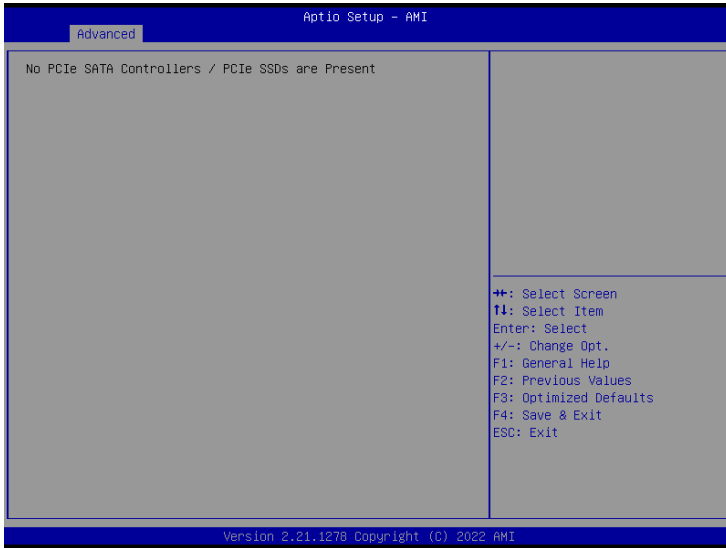 Aptio Setup – AMI
Advanced
No PCIe SATA Controllers / PCIe SSDs are Present
→←: Select Screen
↑↓: Select Item
Enter: Select
+/-: Change Opt.
F1: General Help
F2: Previous Values
F3: Optimized Defaults
F4: Save & Exit
ESC: Exit
Version 2.21.1278 Copyright (C) 2022 AMI